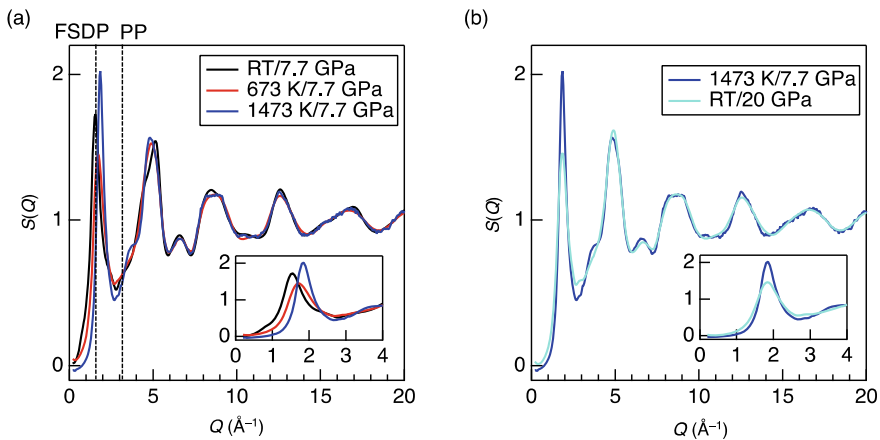 (a)
FSDP PP
RT/7.7 GPa
673 K/7.7 GPa
1473 K/7.7 GPa
2
1
0
S(Q)
2
1
0
0 1 2 3 4
0 5 10 15 20
Q (Å⁻¹)
(b)
1473 K/7.7 GPa
RT/20 GPa
2
1
0
S(Q)
2
1
0
0 1 2 3 4
0 5 10 15 20
Q (Å⁻¹)